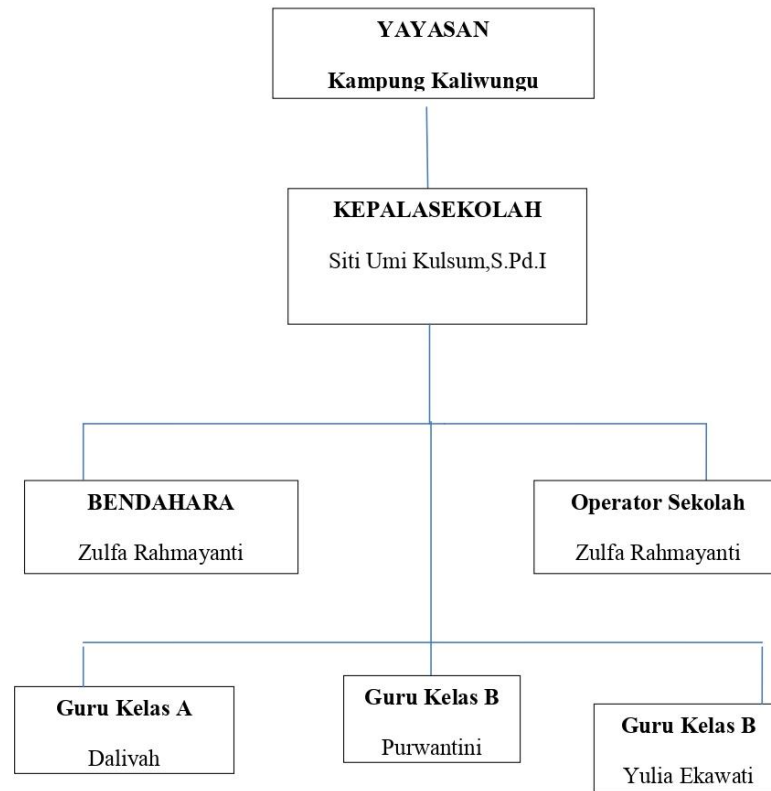 YAYASAN
Kampung Kaliwungu
KEPALASEKOLAH
Siti Umi Kulsum,S.Pd.I
BENDAHARA
Zulfa Rahmayanti
Operator Sekolah
Zulfa Rahmayanti
Guru Kelas A
Dalivah
Guru Kelas B
Purwantini
Guru Kelas B
Yulia Ekawati